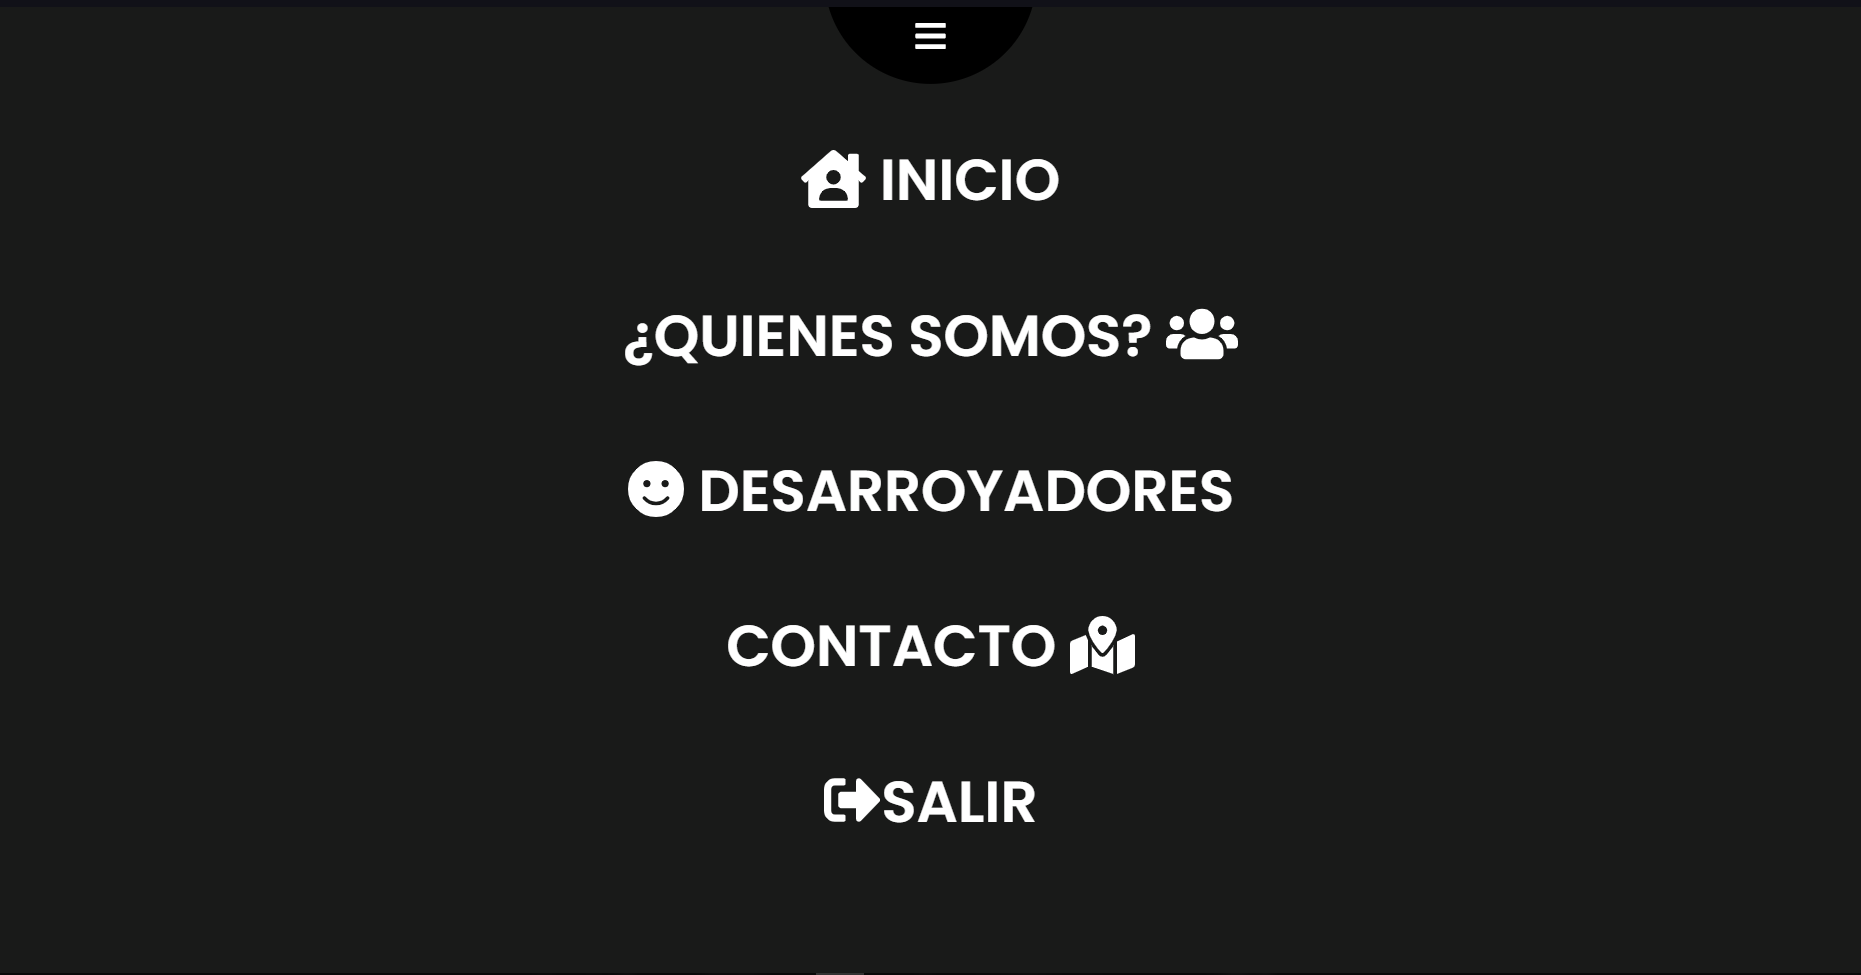 INICIO
¿QUIENES SOMOS?
DESARROYADORES
CONTACTO
SALIR